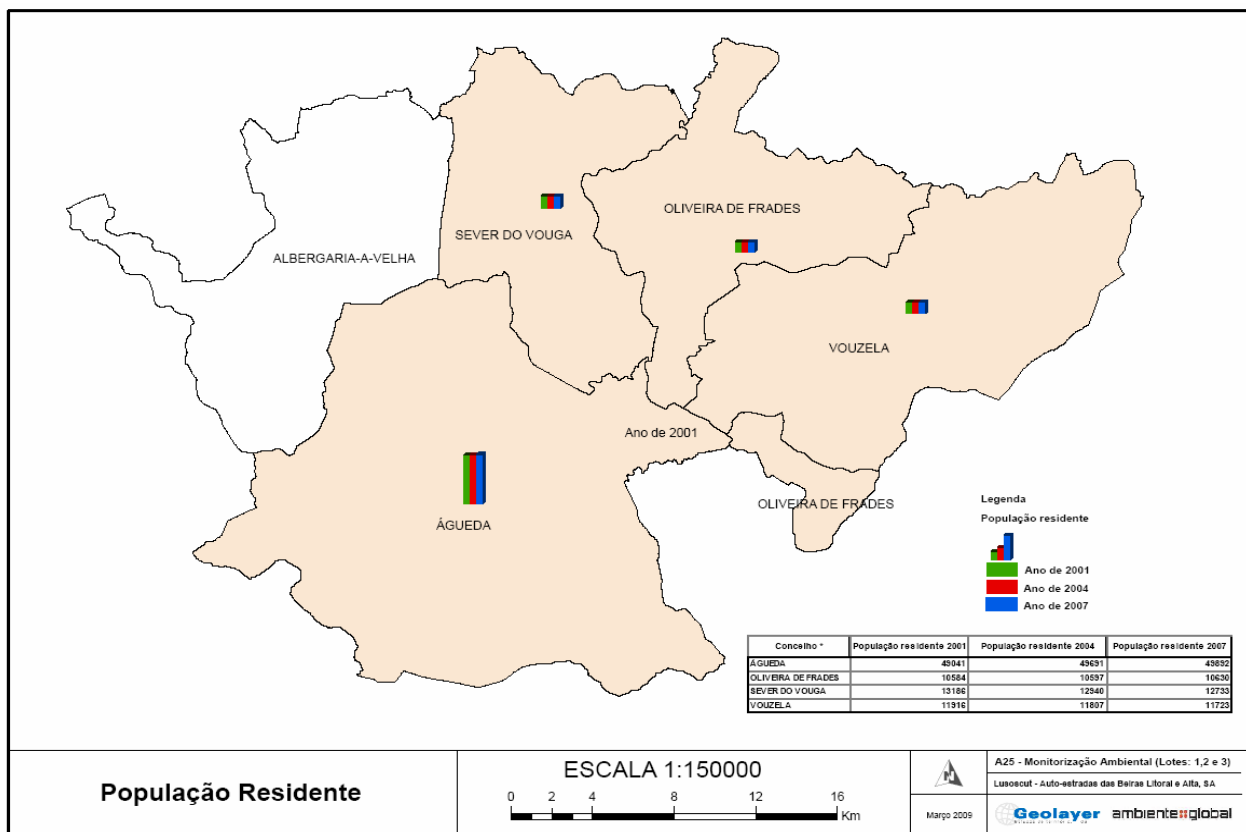 OLIVEIRA DE FRADES
SEVER DO VOUGA
ALBERGARIA-A-VELHA
VOUZELA
Ano de 2001
OLIVEIRA DE FRADES
ÁGUEDA
Legenda
População residente
Ano de 2001
Ano de 2004
Ano de 2007
Concelho * População residente 2001 População residente 2004 População residente 2007
ÁGUEDA 49041 49691 49892
OLIVEIRA DE FRADES 10584 10597 10630
SEVER DO VOUGA 13186 12940 12733
VOUZELA 11916 11807 11723
População Residente
ESCALA 1:150000
0 2 4 8 12 16
Km
Março 2009
A25 - Monitorização Ambiental (Lotes: 1,2 e 3)
Lusoscut - Auto-estradas das Beiras Litoral e Alta, SA
Geolayer
ambiente global